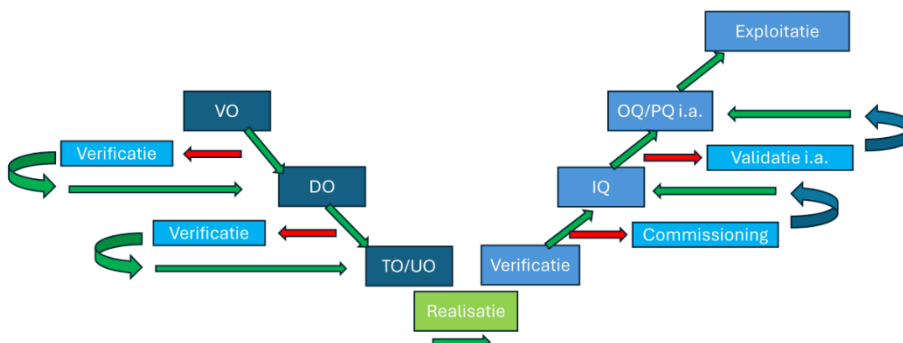 Exploitatie
VO
OQ/PQ i.a.
Verificatie
Validatie i.a.
DO
IQ
Verificatie
Commissioning
TO/UO
Verificatie
Realisatie